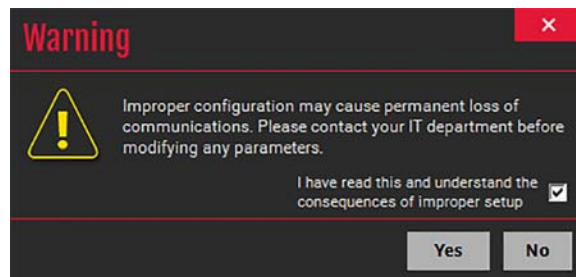 Warning
Improper configuration may cause permanent loss of
communications. Please contact your IT department before
modifying any parameters.
I have read this and understand the
consequences of improper setup
Yes No